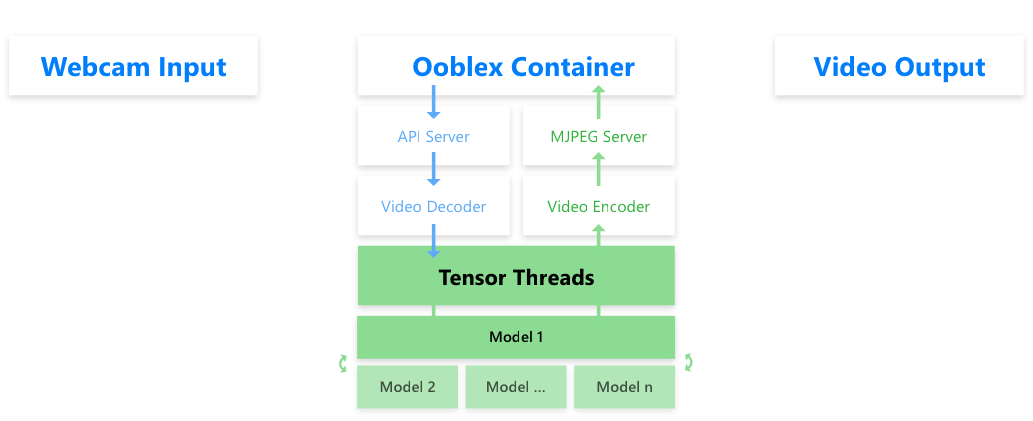 Webcam Input
Ooblex Container
Video Output
API Server
MJPEG Server
Video Decoder
Video Encoder
Tensor Threads
Model 1
Model 2
Model ...
Model n